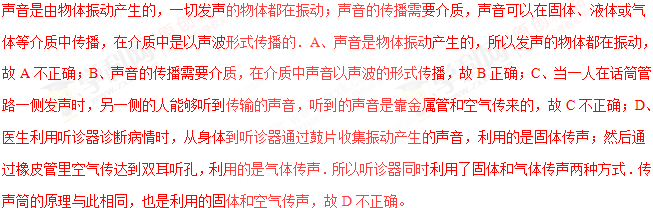 声音是由物体振动产生的，一切发声的物体都在振动；声音的传播需要介质，声音可以在固体、液体或气
体等介质中传播，在介质中是以声波形式传播的．A、声音是物体振动产生的，所以发声的物体都在振动，
故 A 不正确；B、声音的传播需要介质，在介质中声音以声波的形式传播，故 B 正确；C、当一人在话筒管
路一侧发声时，另一侧的人能够听到传输的声音，听到的声音是靠金属管和空气传来的，故 C 不正确；D、
医生利用听诊器诊断病情时，从身体到听诊器通过鼓片收集振动产生的声音，利用的是固体传声；然后通
过橡皮管里空气传达到双耳听孔，利用的是气体传声．所以听诊器同时利用了固体和气体传声两种方式．传
声筒的原理与此相同，也是利用的固体和空气传声，故 D 不正确。